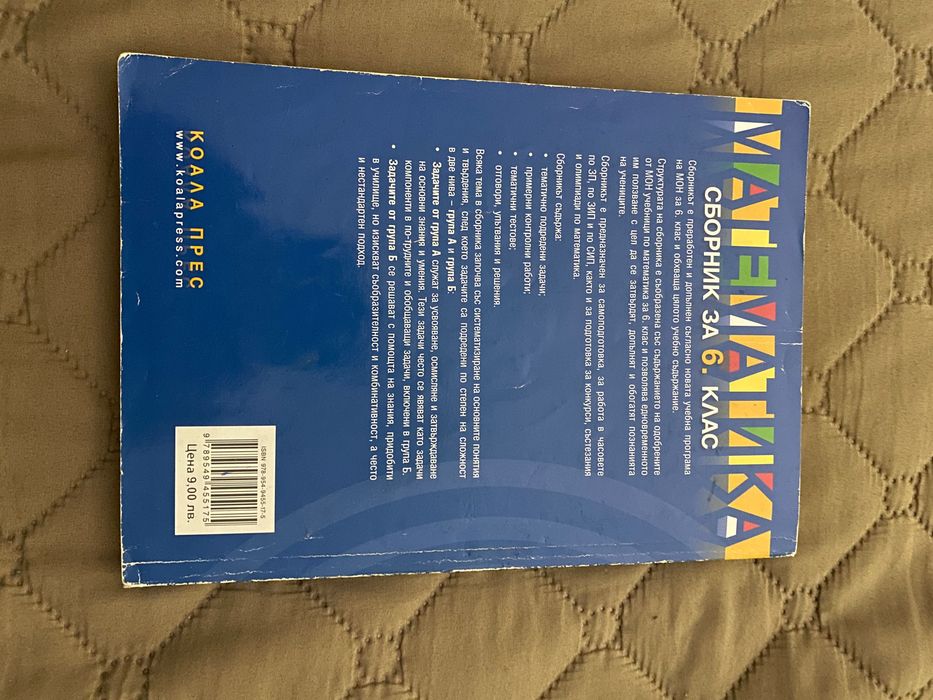 МАТЕМАТИКА
СБОРНИК ЗА 6. КЛАС
Сборникът е преработен и допълнен съгласно новата учебна програма
на МОН за 6. клас и обхваща цялото учебно съдържание.
Структурата на сборника е съобразена със съдържанието на одобрените
от МОН учебници по математика за 6. клас и позволява едновременното
им ползване с цел да се затвърдят, допълнят и обогатят познанията
на учениците.
Сборникът е предназначен за самоподготовка, за работа в часовете
по ЗП, по ЗИП и по СИП, както и за подготовка за конкурси, състезания
и олимпиади по математика.
Сборникът съдържа:
• тематично подредени задачи;
• примерни контролни работи;
• тематични тестове;
• отговори, упътвания и решения.
Всяка тема в сборника започва със систематизиране на основните понятия
и твърдения, след което задачите са подредени по степен на сложност
в две нива – група А и група Б:
• Задачите от група А служат за усвояване, осмисляне и затвърждаване
на основни знания и умения. Тези задачи често се явяват като задачи
компоненти в по-трудните и обобщаващи задачи, включени в група Б.
• Задачите от група Б се решават с помощта на знания, придобити
в училище, но изискват съобразителност и комбинативност, а често
и нестандартен подход.
КОАЛА ПРЕС
www.koalapress.com
ISBN 978-954-9455-17-5
9 789549 455175
Цена 9,00 лв.